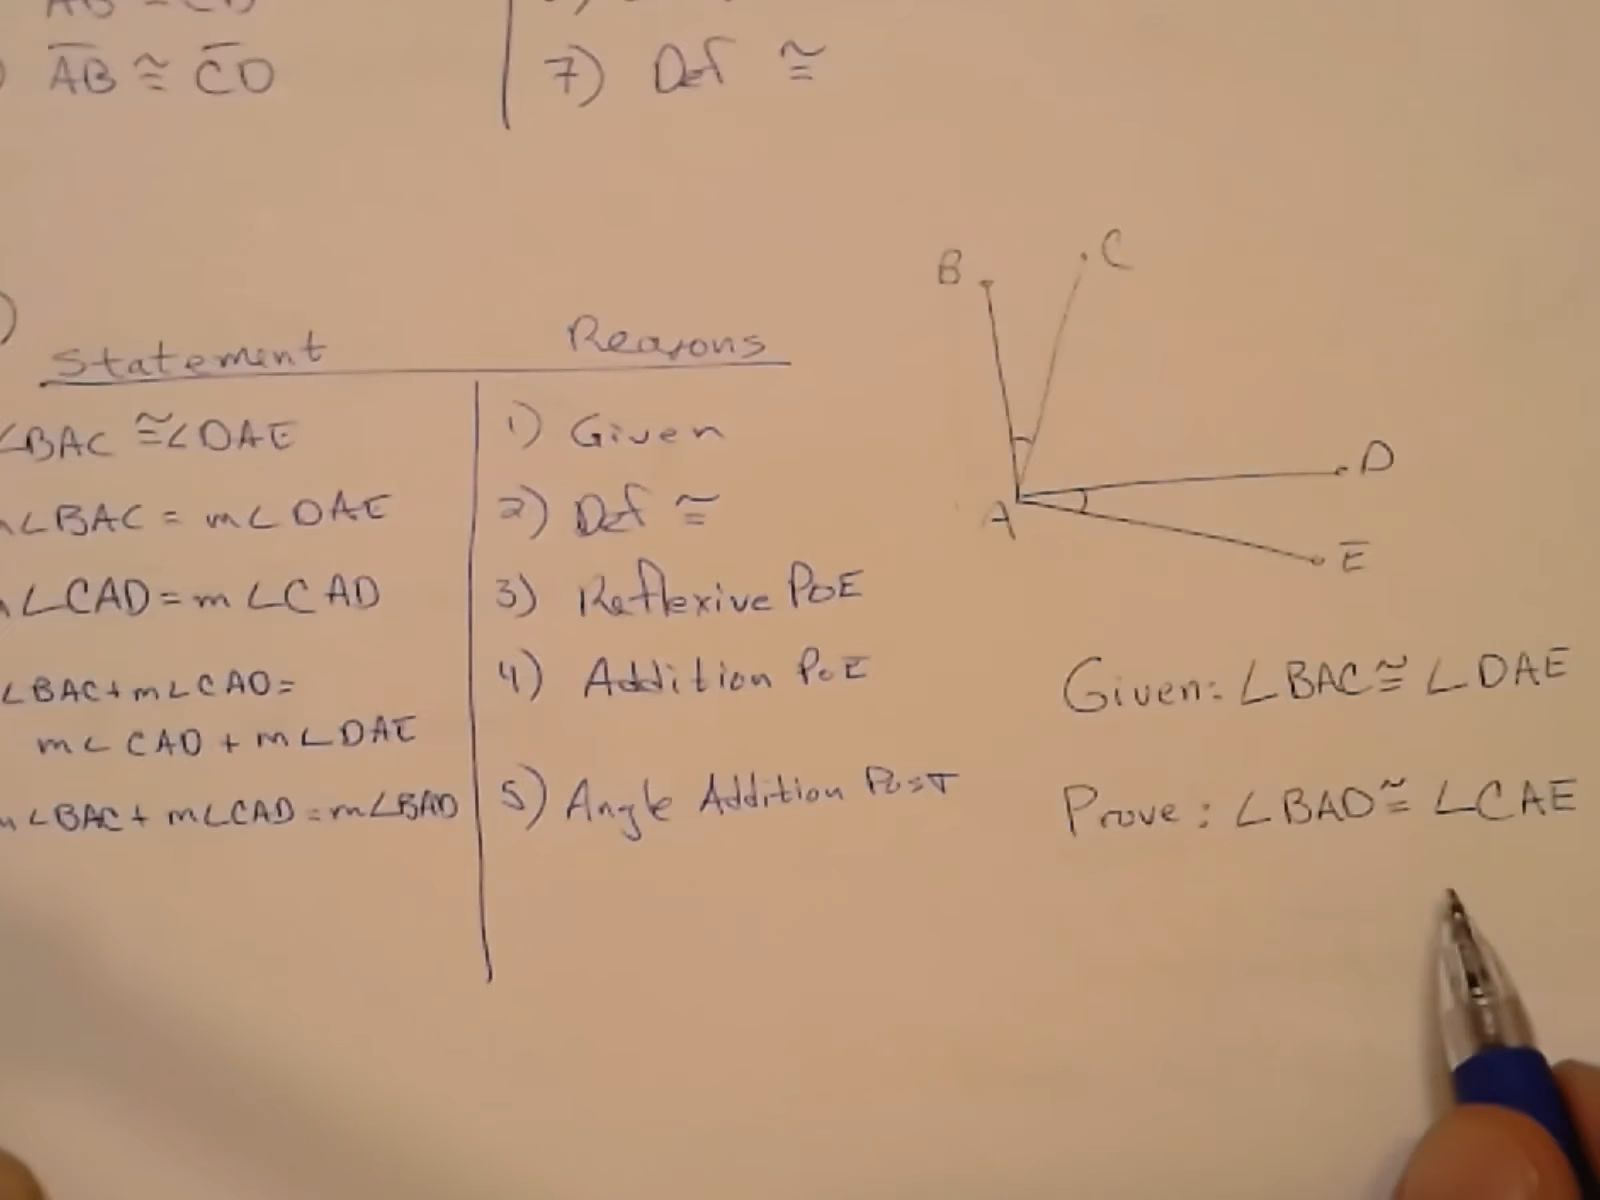 AB = CD
) AB ≅ CD
7) Def ≅
)
Statement
Reasons
∠BAC ≅ ∠DAE
1) Given
m∠BAC = m∠DAE
2) Def ≅
m∠CAD = m∠CAD
3) Reflexive PoE
∠BAC + m∠CAD =
m∠CAD + m∠DAE
4) Addition PoE
m∠BAC + m∠CAD = m∠BAD
5) Angle Addition Post
B
C
D
A
E
Given: ∠BAC ≅ ∠DAE
Prove: ∠BAD ≅ ∠CAE